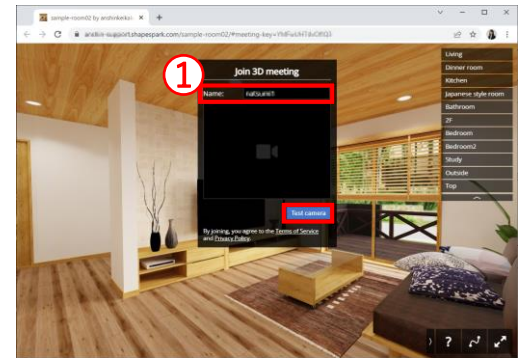 sample-room02 by anshinkeikak
anshin-support.shapespark.com/sample-room02/#meeting-key=
①
Join 3D meeting
Name: natsumi1
Test camera
By joining, you agree to the Terms of Service
and Privacy Policy.
Living
Dinner room
Kitchen
Japanese style room
Bathroom
2F
Bedroom
Bedroom2
Study
Outside
Top
?